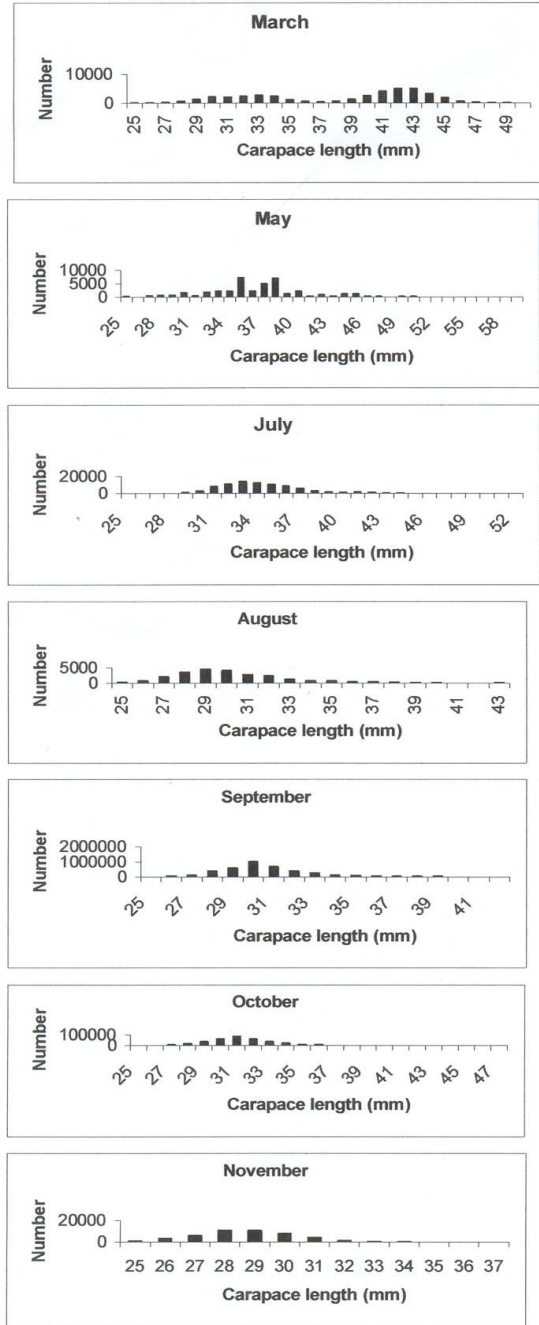 March
Number
10000
0
25 27 29 31 33 35 37 39 41 43 45 47 49
Carapace length (mm)
May
Number
10000
5000
0
25 28 31 34 37 40 43 46 49 52 55 58
Carapace length (mm)
July
Number
20000
0
25 28 31 34 37 40 43 46 49 52
Carapace length (mm)
August
Number
5000
0
25 27 29 31 33 35 37 39 41 43
Carapace length (mm)
September
Number
2000000
1000000
0
25 27 29 31 33 35 37 39 41
Carapace length (mm)
October
Number
100000
0
25 27 29 31 33 35 37 39 41 43 45 47
Carapace length (mm)
November
Number
20000
0
25 26 27 28 29 30 31 32 33 34 35 36 37
Carapace length (mm)